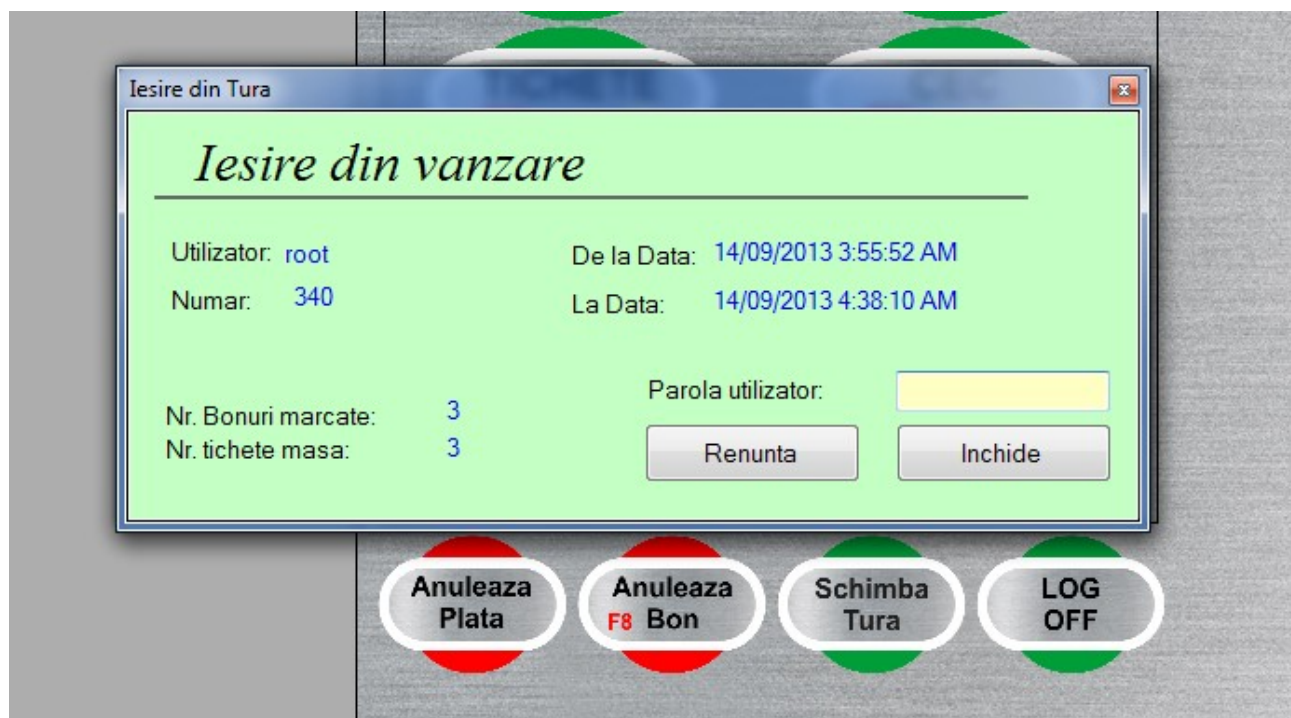 TICHETE
CEC
Iesire din Tura
Iesire din vanzare
Utilizator: root
De la Data: 14/09/2013 3:55:52 AM
Numar: 340
La Data: 14/09/2013 4:38:10 AM
Parola utilizator:
Nr. Bonuri marcate: 3
Nr. tichete masa: 3
Renunta
Inchide
Anuleaza
Plata
Anuleaza
F8 Bon
Schimba
Tura
LOG
OFF